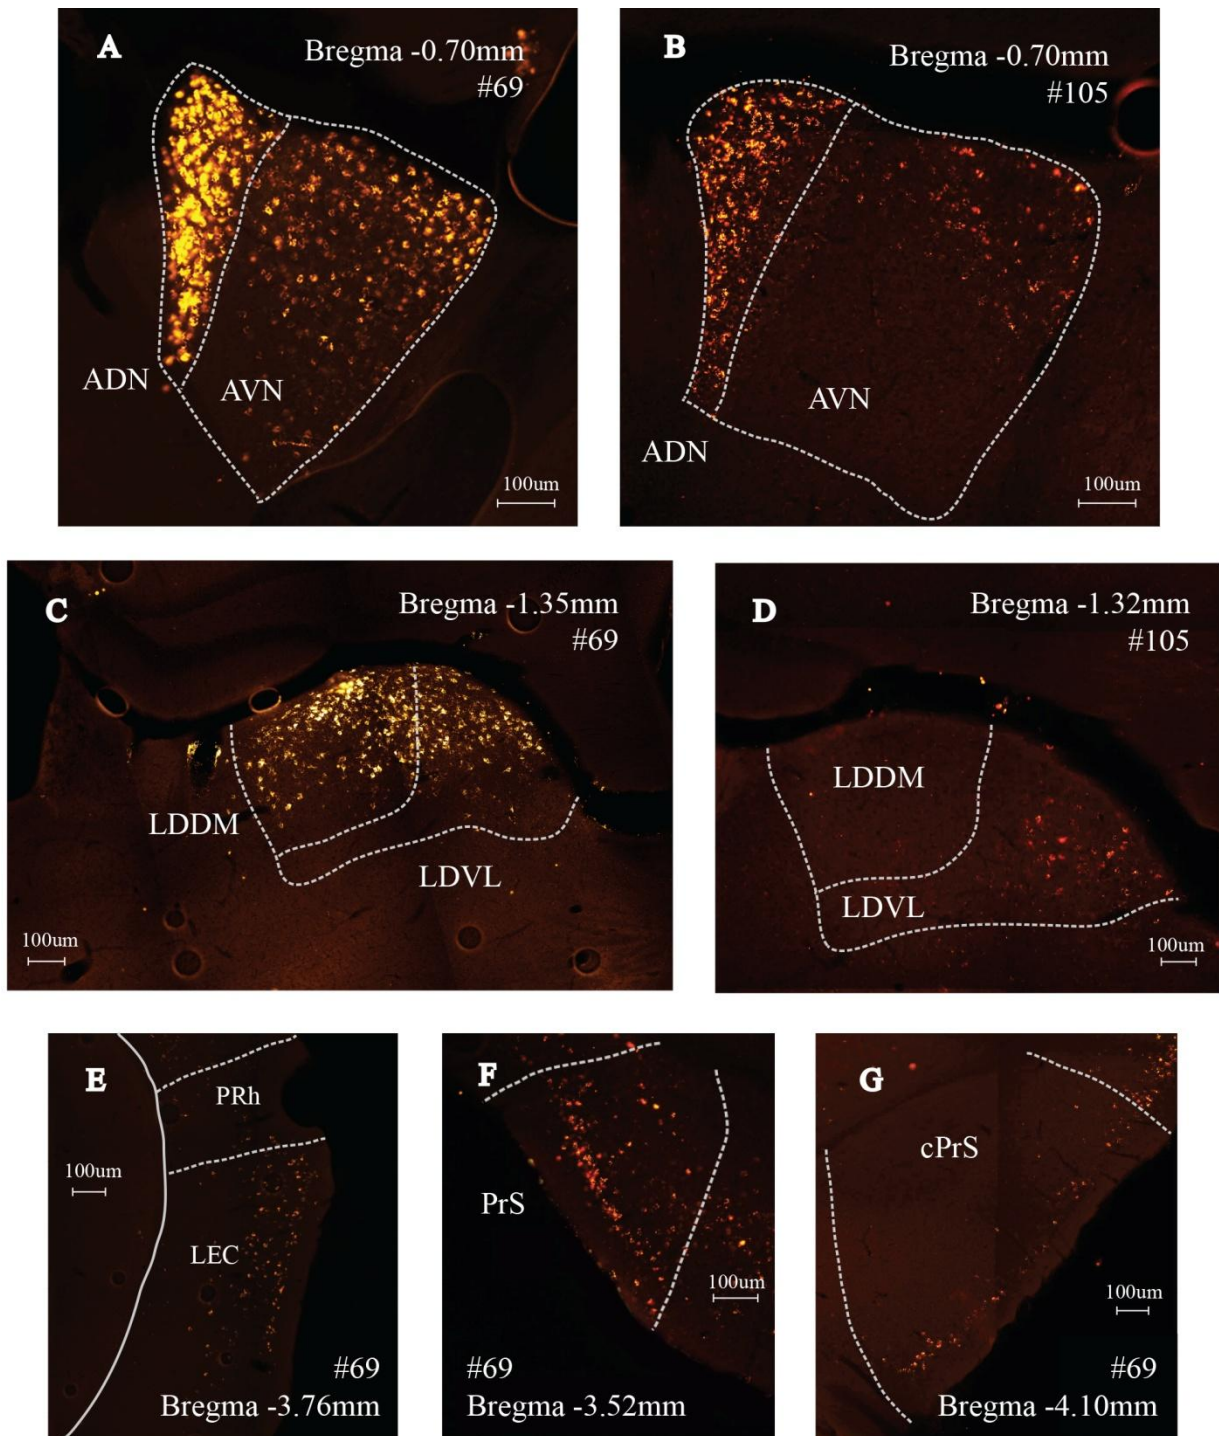 A
Bregma -0.70mm
#69
ADN
AVN
100um
B
Bregma -0.70mm
#105
AVN
ADN
100um
C
Bregma -1.35mm
#69
LDDM
LDVL
100um
D
Bregma -1.32mm
#105
LDDM
LDVL
100um
E
PRh
100um
LEC
#69
Bregma -3.76mm
F
PrS
100um
#69
Bregma -3.52mm
G
cPrS
100um
#69
Bregma -4.10mm